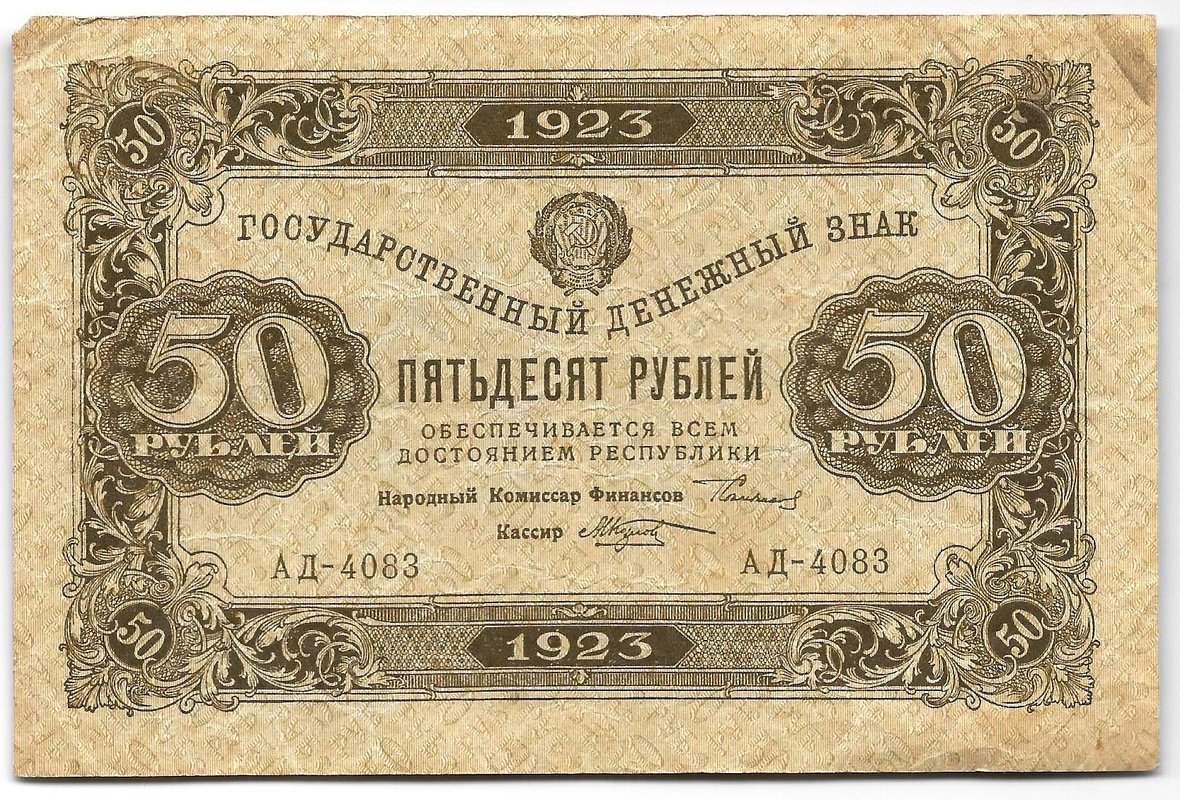 50
1923
50
ГОСУДАРСТВЕННЫЙ ДЕНЕЖНЫЙ ЗНАК
50
РУБЛЕЙ
ПЯТЬДЕСЯТ РУБЛЕЙ
ОБЕСПЕЧИВАЕТСЯ ВСЕМ
ДОСТОЯНИЕМ РЕСПУБЛИКИ
50
РУБЛЕЙ
Народный Комиссар Финансов
Кассир
АД-4083
АД-4083
50
1923
50